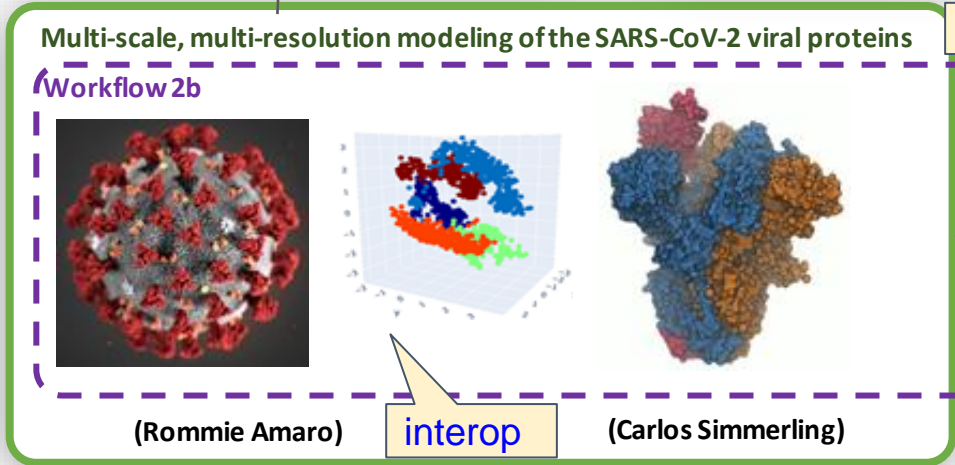 Multi-scale, multi-resolution modeling of the SARS-CoV-2 viral proteins
Workflow 2b
(Rommie Amaro)
interop
(Carlos Simmerling)